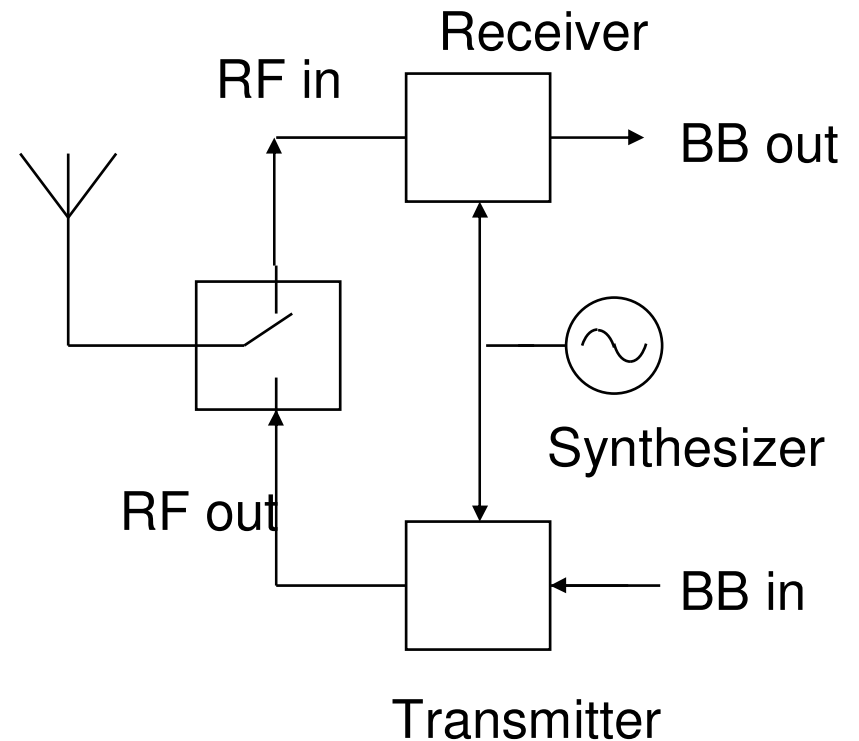 Receiver
RF in
BB out
Synthesizer
RF out
BB in
Transmitter